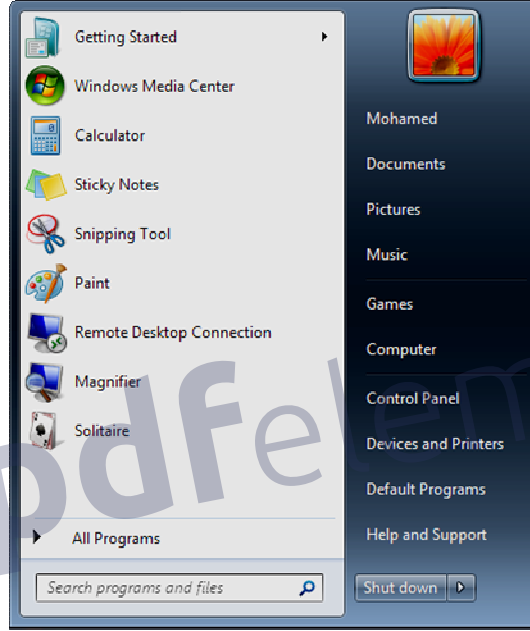 Getting Started
Windows Media Center
Calculator
Sticky Notes
Snipping Tool
Paint
Remote Desktop Connection
Magnifier
Solitaire
All Programs
Search programs and files
Mohamed
Documents
Pictures
Music
Games
Computer
Control Panel
Devices and Printers
Default Programs
Help and Support
Shut down
pdfelem